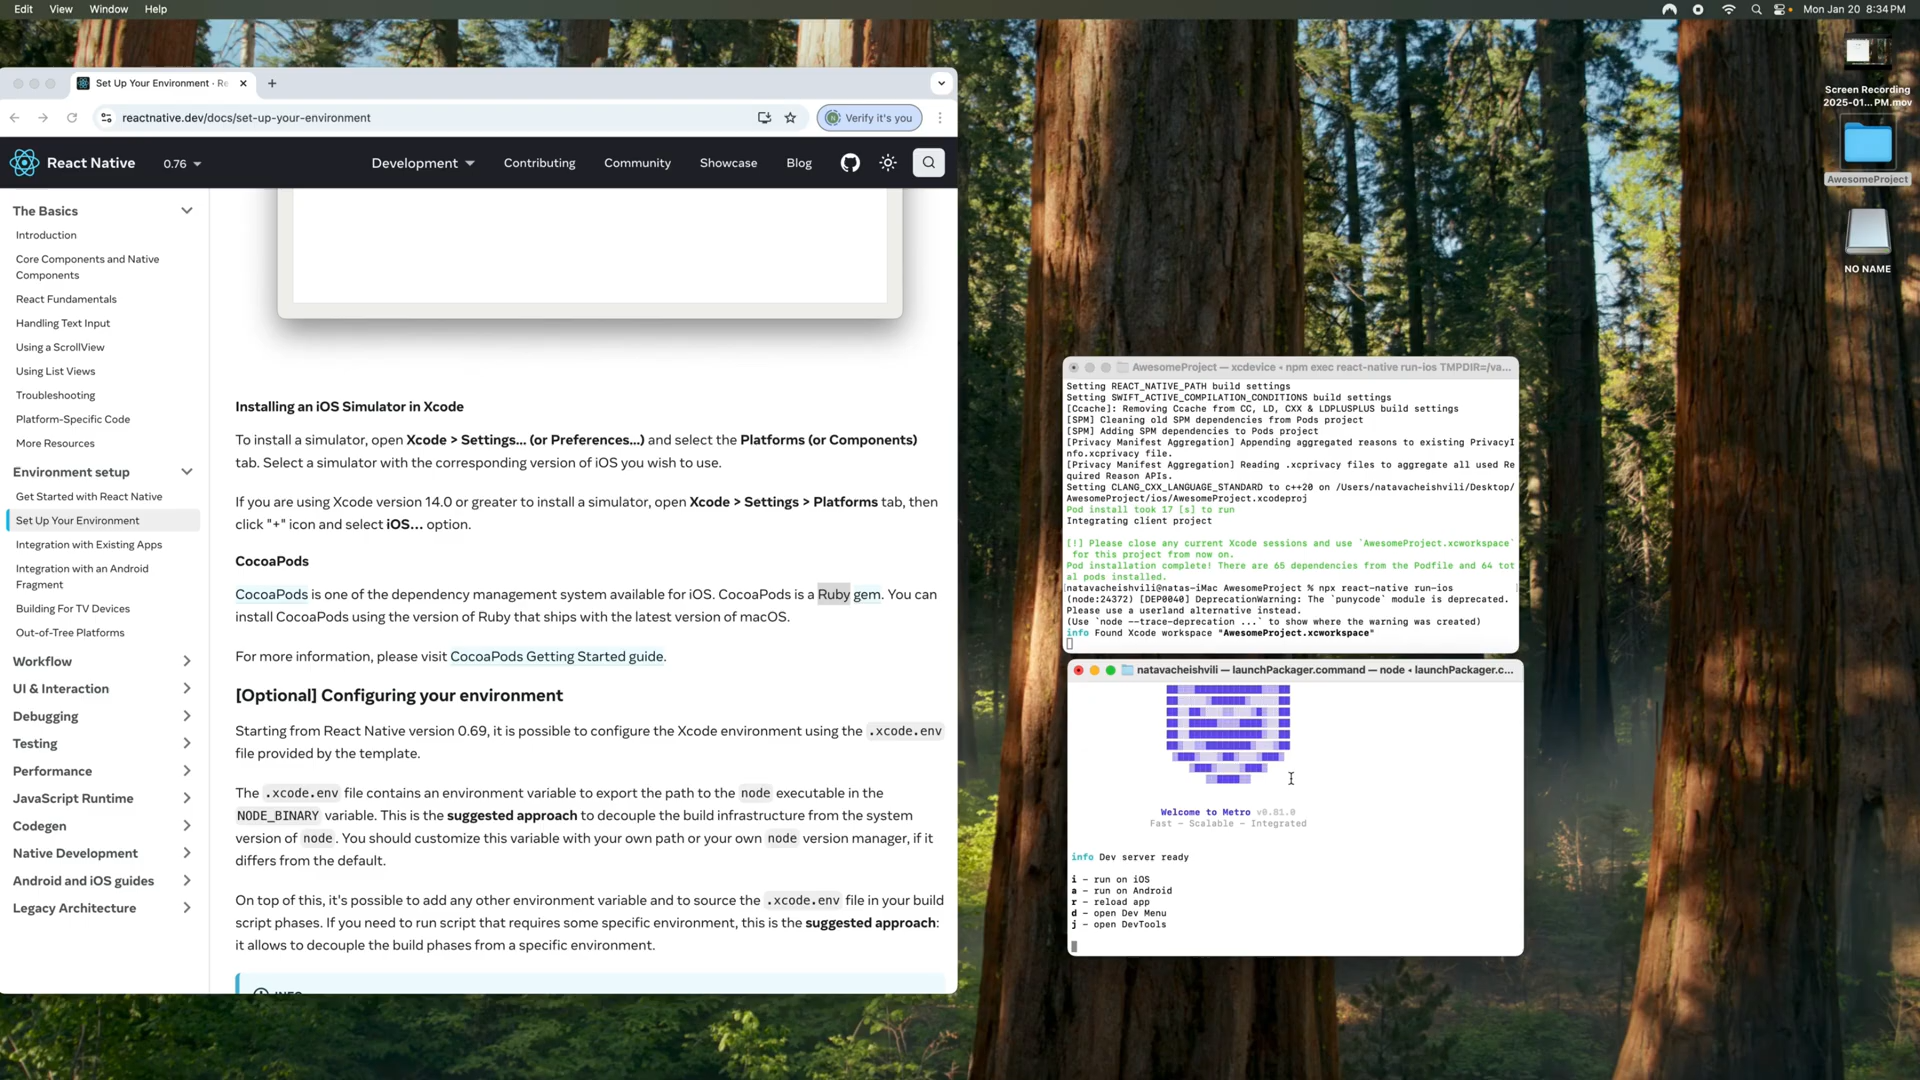 Edit View Window Help
Mon Jan 20 8:34 PM
Set Up Your Environment · Re
reactnative.dev/docs/set-up-your-environment
Verify it's you
React Native 0.76
Development Contributing Community Showcase Blog
The Basics
Introduction
Core Components and Native
Components
React Fundamentals
Handling Text Input
Using a ScrollView
Using List Views
Troubleshooting
Platform-Specific Code
More Resources
Environment setup
Get Started with React Native
Set Up Your Environment
Integration with Existing Apps
Integration with an Android
Fragment
Building For TV Devices
Out-of-Tree Platforms
Workflow
UI & Interaction
Debugging
Testing
Performance
JavaScript Runtime
Codegen
Native Development
Android and iOS guides
Legacy Architecture
Installing an iOS Simulator in Xcode
To install a simulator, open Xcode > Settings... (or Preferences...) and select the Platforms (or Components)
tab. Select a simulator with the corresponding version of iOS you wish to use.
If you are using Xcode version 14.0 or greater to install a simulator, open Xcode > Settings > Platforms tab, then
click "+" icon and select iOS... option.
CocoaPods
CocoaPods is one of the dependency management system available for iOS. CocoaPods is a Ruby gem. You can
install CocoaPods using the version of Ruby that ships with the latest version of macOS.
For more information, please visit CocoaPods Getting Started guide.
[Optional] Configuring your environment
Starting from React Native version 0.69, it is possible to configure the Xcode environment using the .xcode.env
file provided by the template.
The .xcode.env file contains an environment variable to export the path to the node executable in the
NODE_BINARY variable. This is the suggested approach to decouple the build infrastructure from the system
version of node. You should customize this variable with your own path or your own node version manager, if it
differs from the default.
On top of this, it's possible to add any other environment variable and to source the .xcode.env file in your build
script phases. If you need to run script that requires some specific environment, this is the suggested approach:
it allows to decouple the build phases from a specific environment.
AwesomeProject — xcdevice ◂ npm exec react-native run-ios TMPDIR=/va...
Setting REACT_NATIVE_PATH build settings
Setting SWIFT_ACTIVE_COMPILATION_CONDITIONS build settings
[Ccache]: Removing Ccache from CC, LD, CXX & LDPLUSPLUS build settings
[SPM] Cleaning old SPM dependencies from Pods project
[SPM] Adding SPM dependencies to Pods project
[Privacy Manifest Aggregation] Appending aggregated reasons to existing PrivacyI
nfo.xcprivacy file.
[Privacy Manifest Aggregation] Reading .xcprivacy files to aggregate all used Re
quired Reason APIs.
Setting CLANG_CXX_LANGUAGE_STANDARD to c++20 on /Users/natavacheishvili/Desktop/
AwesomeProject/ios/AwesomeProject.xcodeproj
Pod install took 17 [s] to run
Integrating client project
[!] Please close any current Xcode sessions and use `AwesomeProject.xcworkspace`
for this project from now on.
Pod installation complete! There are 65 dependencies from the Podfile and 64 tot
al pods installed.
[natavacheishvili@natas-iMac AwesomeProject % npx react-native run-ios
(node:24372) [DEP0040] DeprecationWarning: The `punycode` module is deprecated.
Please use a userland alternative instead.
(Use `node --trace-deprecation ...` to show where the warning was created)
info Found Xcode workspace "AwesomeProject.xcworkspace"
natavacheishvili — launchPackager.command — node ◂ launchPackager.c...
Welcome to Metro v0.81.0
Fast - Scalable - Integrated
info Dev server ready
i - run on iOS
a - run on Android
r - reload app
d - open Dev Menu
j - open DevTools
Screen Recording
2025-01...PM.mov
AwesomeProject
NO NAME